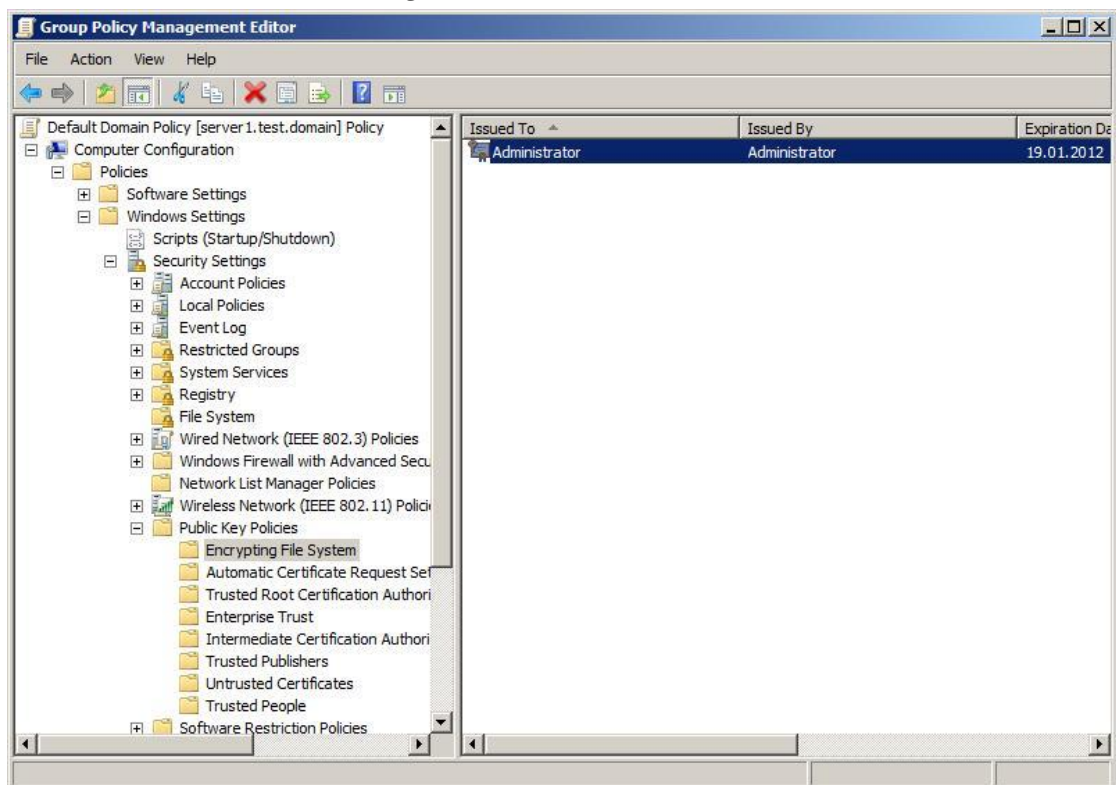 Group Policy Management Editor
File Action View Help
Default Domain Policy [server1.test.domain] Policy
Computer Configuration
Policies
Software Settings
Windows Settings
Scripts (Startup/Shutdown)
Security Settings
Account Policies
Local Policies
Event Log
Restricted Groups
System Services
Registry
File System
Wired Network (IEEE 802.3) Policies
Windows Firewall with Advanced Secu
Network List Manager Policies
Wireless Network (IEEE 802.11) Polici
Public Key Policies
Encrypting File System
Automatic Certificate Request Set
Trusted Root Certification Authori
Enterprise Trust
Intermediate Certification Authori
Trusted Publishers
Untrusted Certificates
Trusted People
Software Restriction Policies
Issued To Issued By Expiration Da
Administrator Administrator 19.01.2012